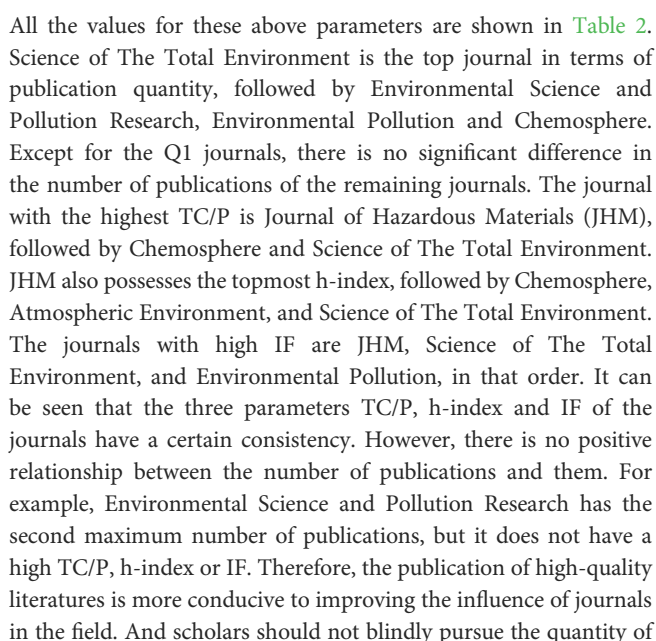 All the values for these above parameters are shown in Table 2.
Science of The Total Environment is the top journal in terms of
publication quantity, followed by Environmental Science and
Pollution Research, Environmental Pollution and Chemosphere.
Except for the Q1 journals, there is no significant difference in
the number of publications of the remaining journals. The journal
with the highest TC/P is Journal of Hazardous Materials (JHM),
followed by Chemosphere and Science of The Total Environment.
JHM also possesses the topmost h-index, followed by Chemosphere,
Atmospheric Environment, and Science of The Total Environment.
The journals with high IF are JHM, Science of The Total
Environment, and Environmental Pollution, in that order. It can
be seen that the three parameters TC/P, h-index and IF of the
journals have a certain consistency. However, there is no positive
relationship between the number of publications and them. For
example, Environmental Science and Pollution Research has the
second maximum number of publications, but it does not have a
high TC/P, h-index or IF. Therefore, the publication of high-quality
literatures is more conducive to improving the influence of journals
in the field. And scholars should not blindly pursue the quantity of